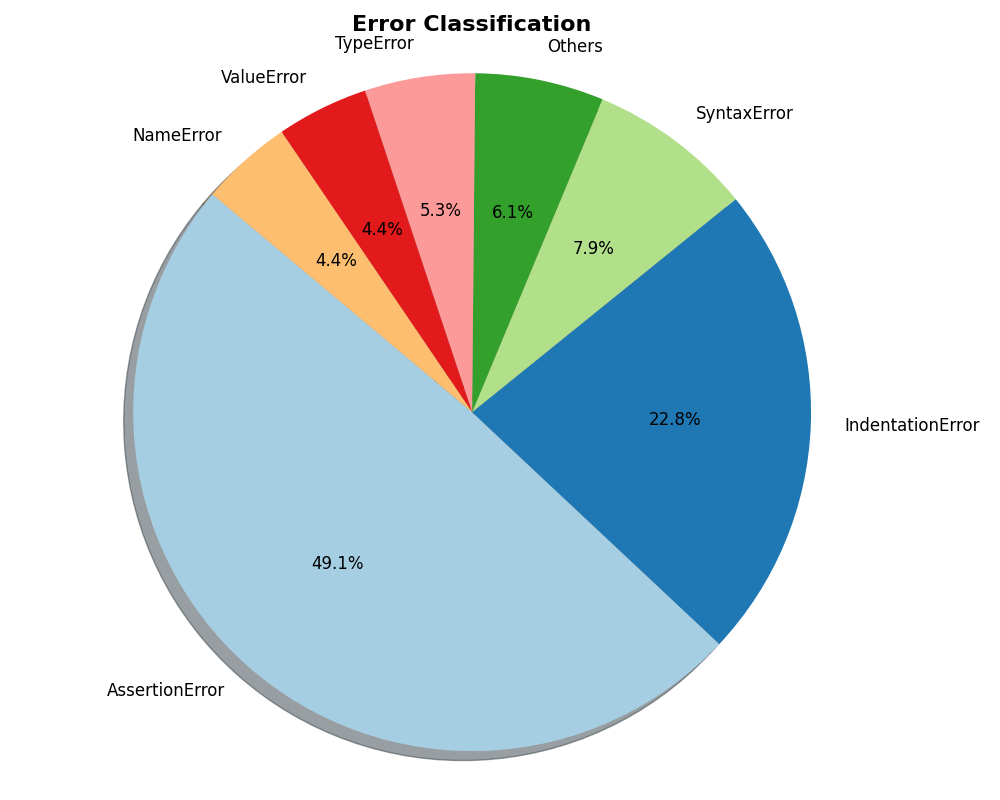 Error Classification
TypeError
Others
ValueError
SyntaxError
NameError
5.3%
6.1%
4.4%
7.9%
4.4%
22.8%
IndentationError
49.1%
AssertionError